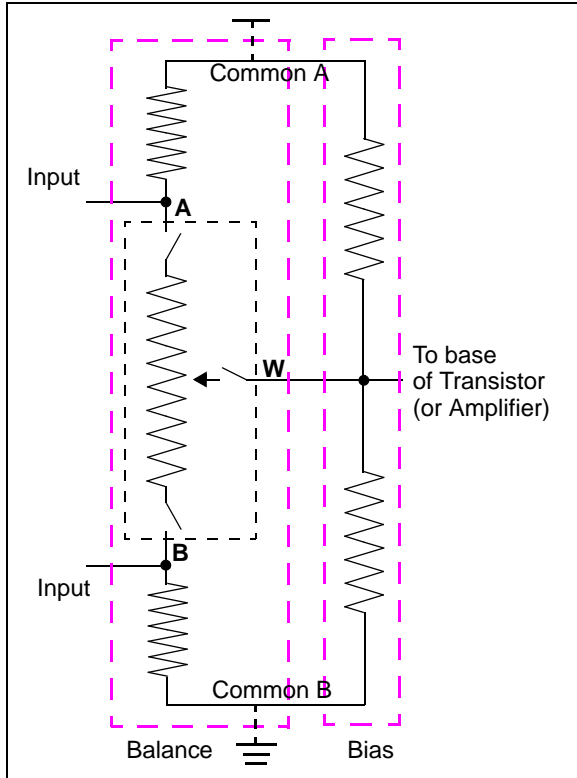 Common A
Input
A
W
To base
of Transistor
(or Amplifier)
B
Input
Common B
Balance
Bias